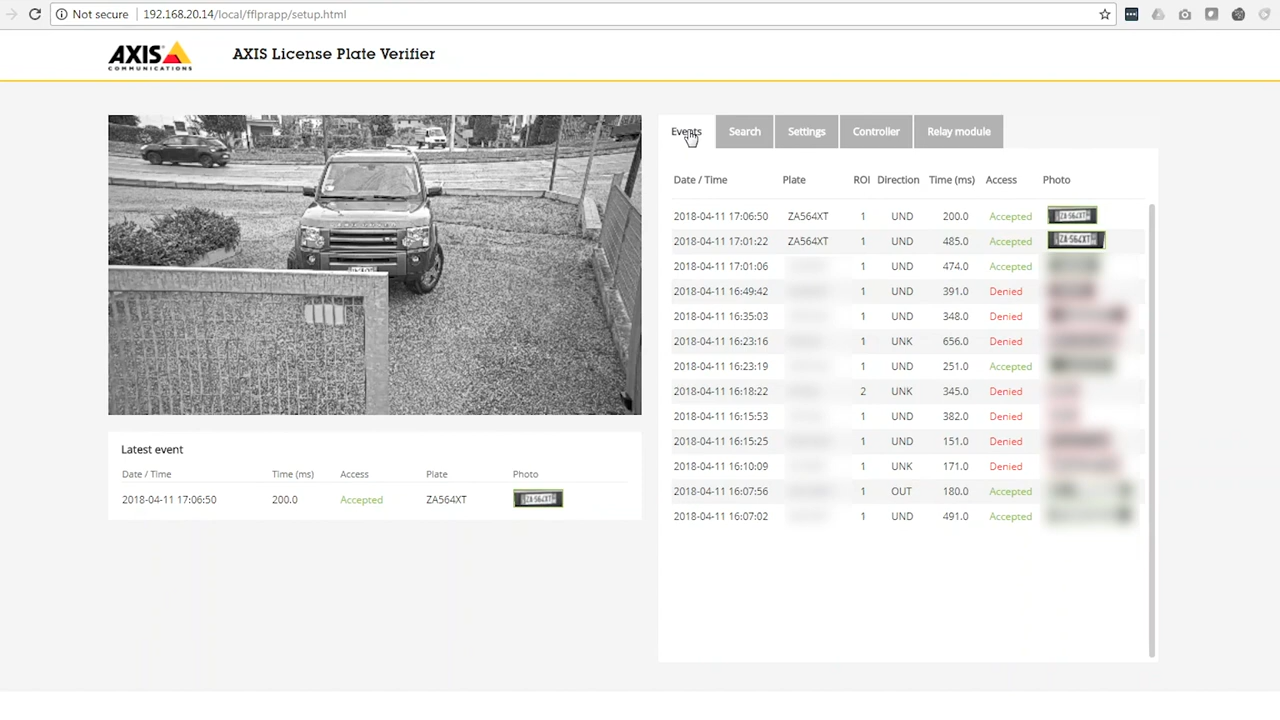 Not secure 192.168.20.14/local/fflprapp/setup.html
AXIS COMMUNICATIONS
AXIS License Plate Verifier
Events Search Settings Controller Relay module
Date / Time Plate ROI Direction Time (ms) Access Photo
2018-04-11 17:06:50 ZA564XT 1 UND 200.0 Accepted ZA564XT
2018-04-11 17:01:22 ZA564XT 1 UND 485.0 Accepted ZA564XT
2018-04-11 17:01:06 1 UND 474.0 Accepted
2018-04-11 16:49:42 1 UND 391.0 Denied
2018-04-11 16:35:03 1 UND 348.0 Denied
2018-04-11 16:23:16 1 UNK 656.0 Denied
2018-04-11 16:23:19 1 UND 251.0 Accepted
2018-04-11 16:18:22 2 UNK 345.0 Denied
2018-04-11 16:15:53 1 UND 382.0 Denied
2018-04-11 16:15:25 1 UND 151.0 Denied
2018-04-11 16:10:09 1 UNK 171.0 Denied
2018-04-11 16:07:56 1 OUT 180.0 Accepted
2018-04-11 16:07:02 1 UND 491.0 Accepted
Latest event
Date / Time Time (ms) Access Plate Photo
2018-04-11 17:06:50 200.0 Accepted ZA564XT ZA564XT